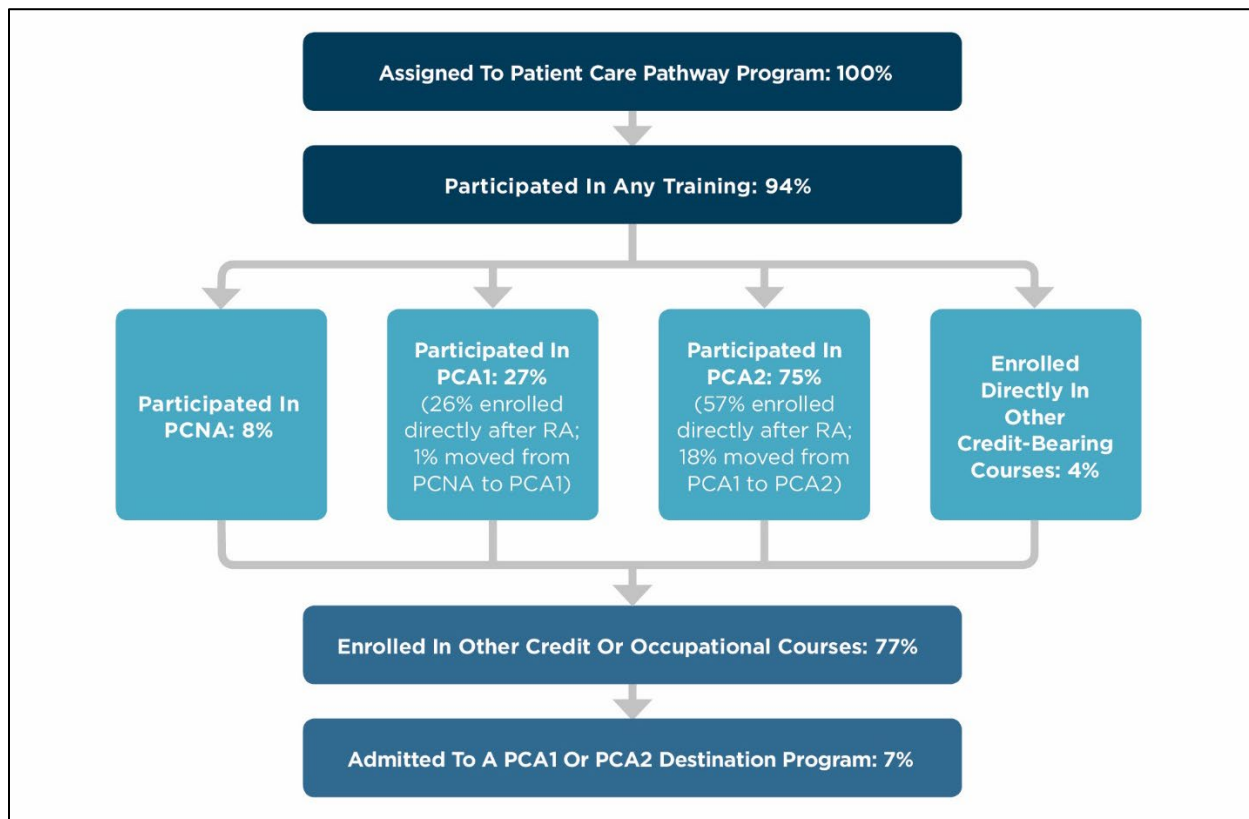 Assigned To Patient Care Pathway Program: 100%
Participated In Any Training: 94%
Participated In
PCNA: 8%
Participated In
PCA1: 27%
(26% enrolled
directly after RA;
1% moved from
PCNA to PCA1)
Participated In
PCA2: 75%
(57% enrolled
directly after RA;
18% moved from
PCA1 to PCA2)
Enrolled
Directly In
Other
Credit-Bearing
Courses: 4%
Enrolled In Other Credit Or Occupational Courses: 77%
Admitted To A PCA1 Or PCA2 Destination Program: 7%